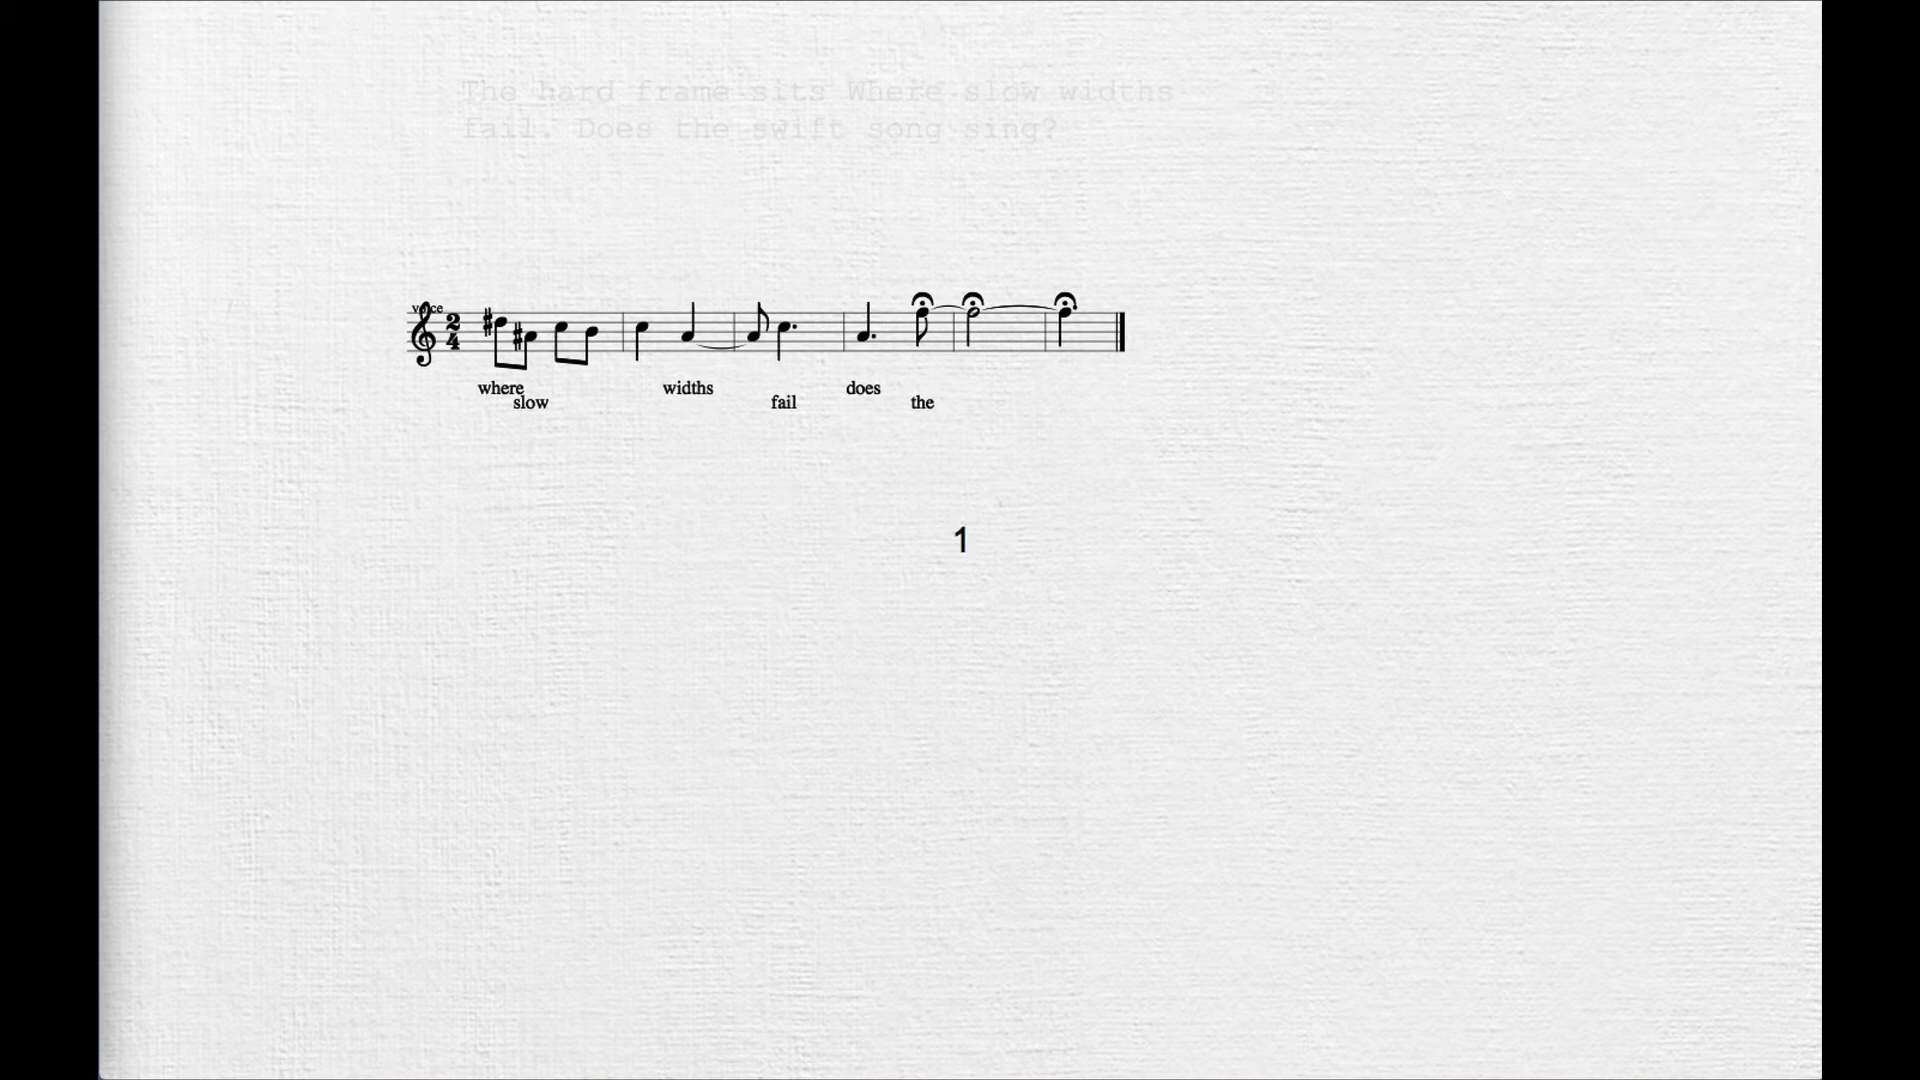 The hard frame sits Where slow widths
fail. Does the swift song sing?
voice
2
4
where widths does
slow fail the
1